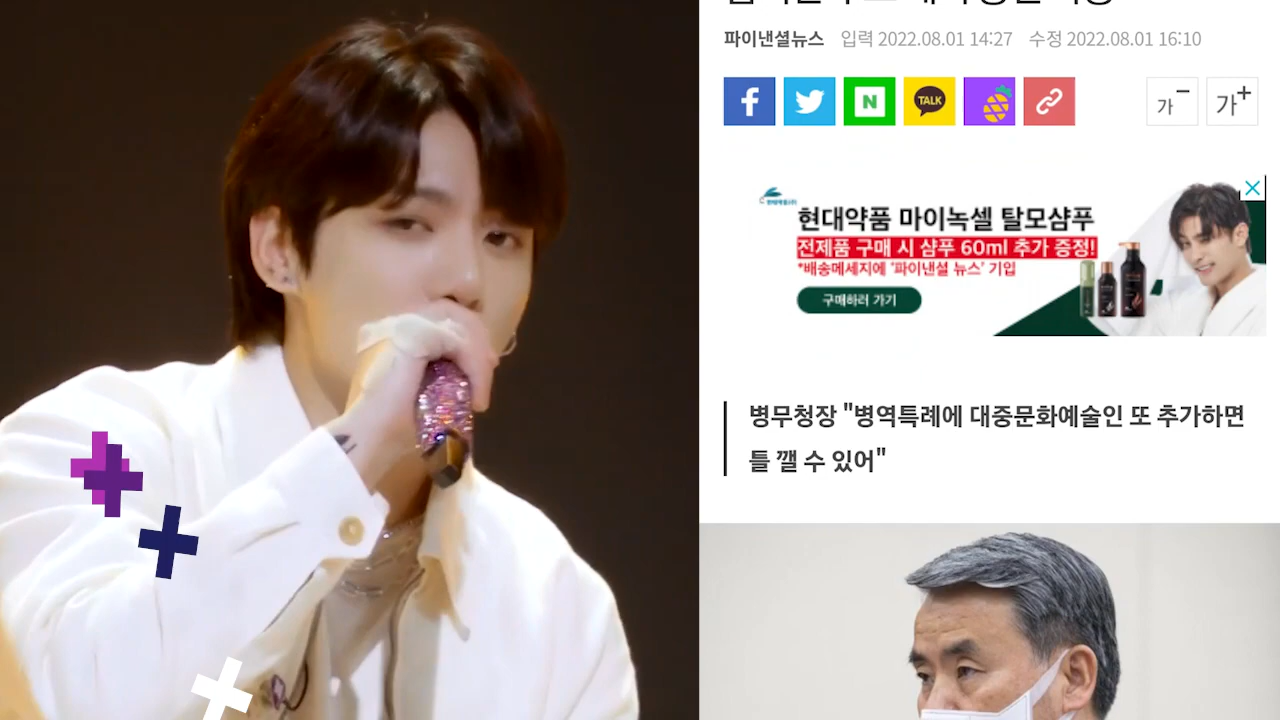 파이낸셜뉴스 입력 2022.08.01 14:27 수정 2022.08.01 16:10
N
TALK
가－
가+
현대약품 마이녹셀 탈모샴푸
전제품 구매 시 샴푸 60ml 추가 증정!
*배송메세지에 '파이낸셜 뉴스' 기입
구매하러 가기
병무청장 "병역특례에 대중문화예술인 또 추가하면
틀 깰 수 있어"